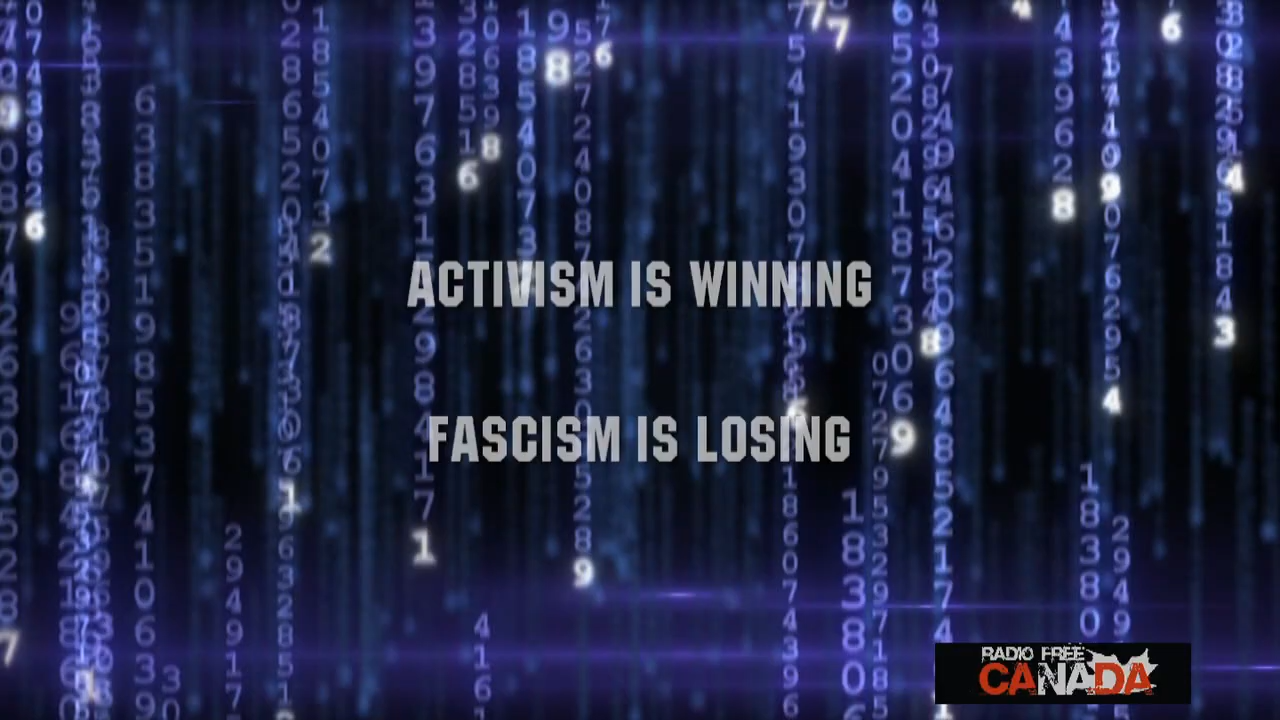 ACTIVISM IS WINNING
FASCISM IS LOSING
RADIO FREE
CANADA